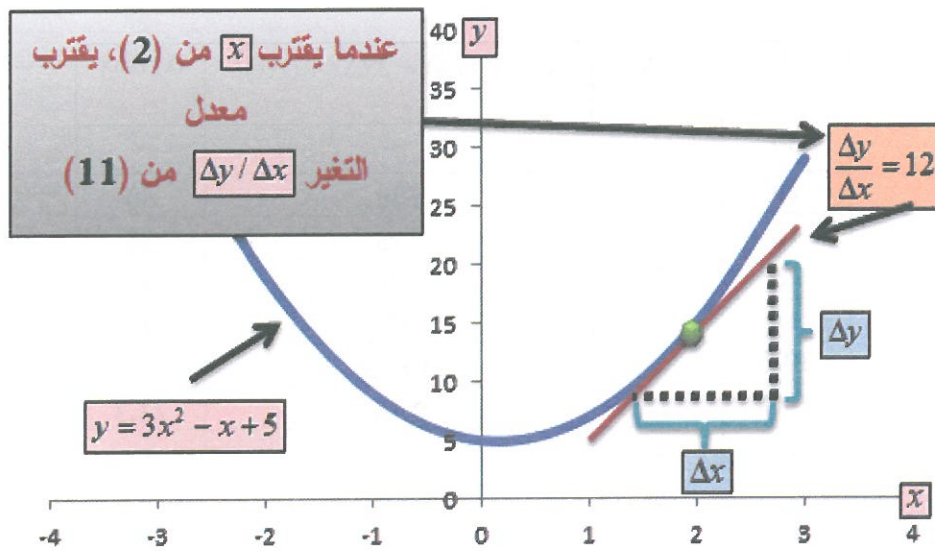 عندما يقترب x من (2)، يقترب
معدل
التغير Δy / Δx من (11)
y
40
35
30
25
20
15
10
5
0
Δy/Δx = 12
Δy
Δx
y = 3x² − x + 5
x
-4 -3 -2 -1 0 1 2 3 4